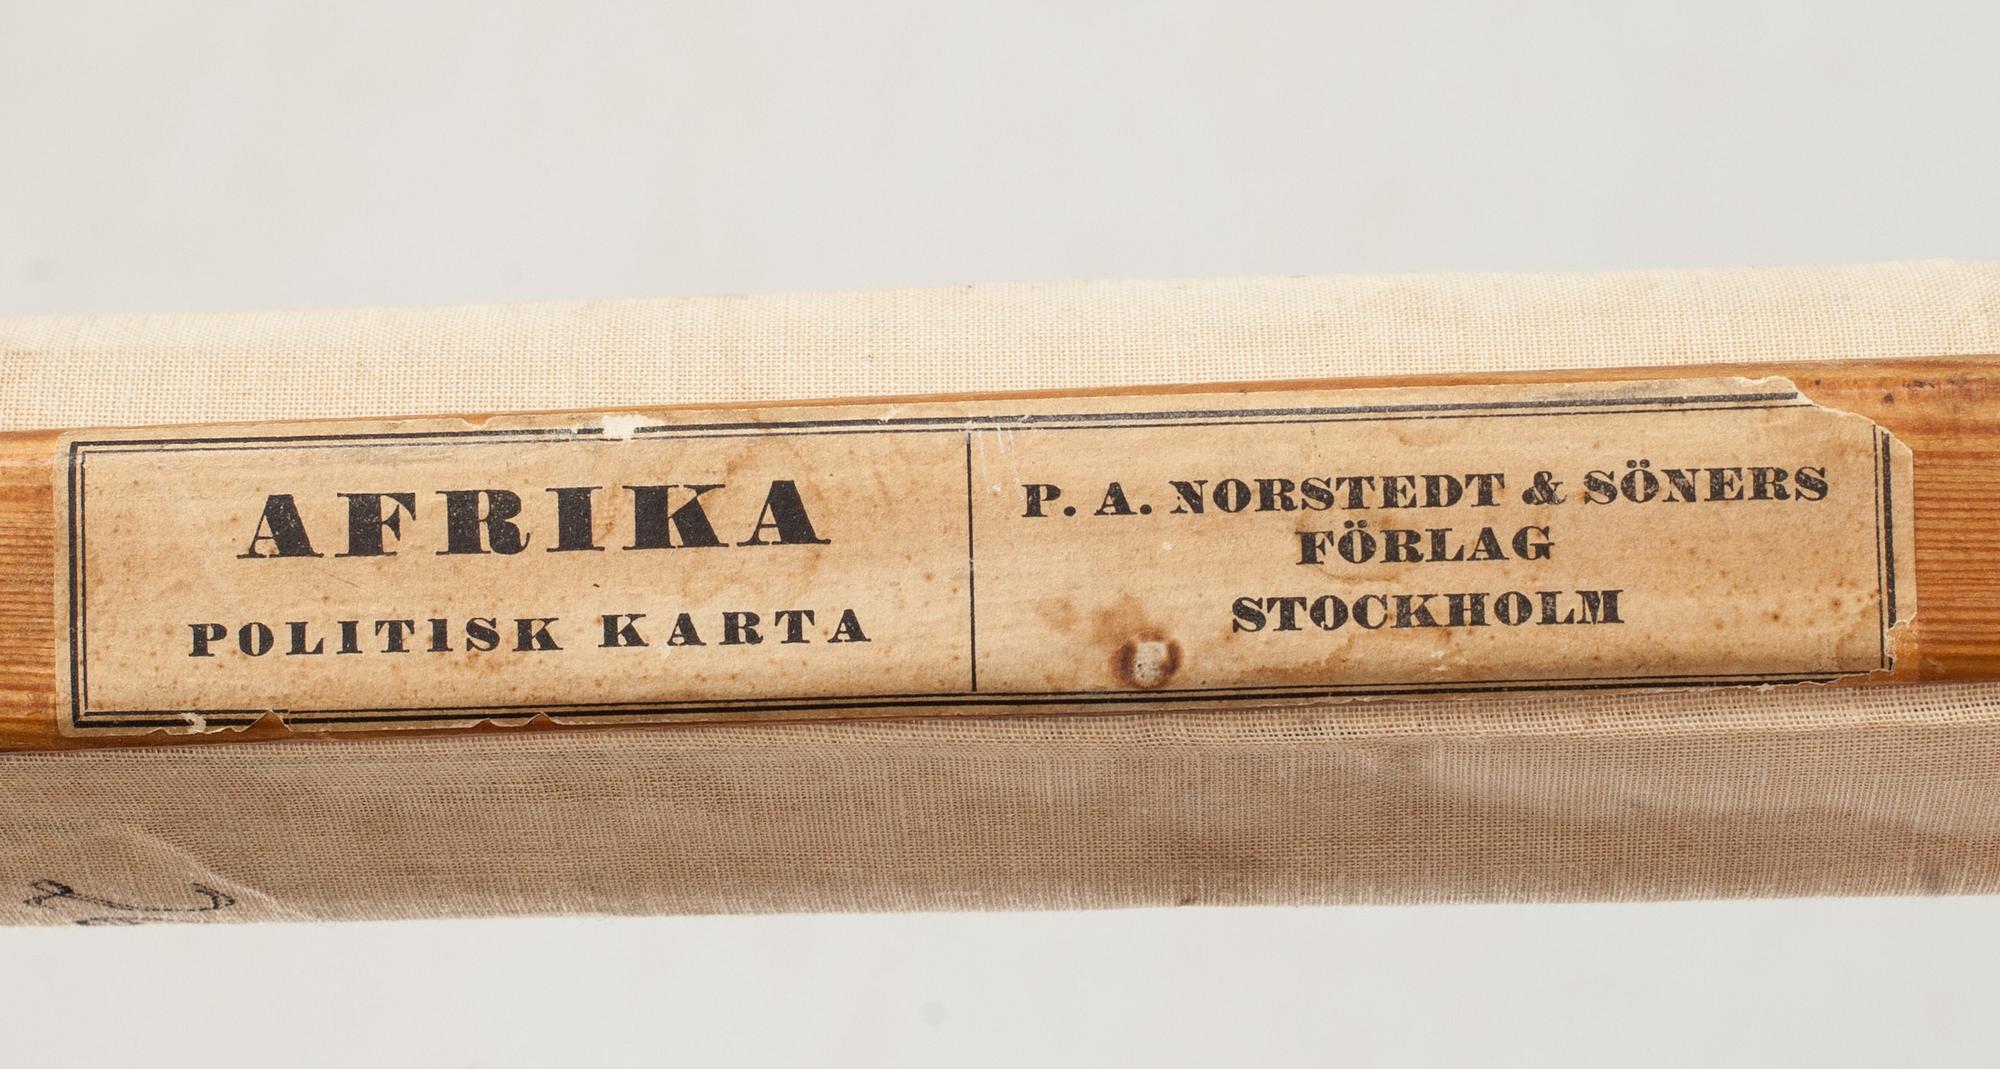 AFRIKA
POLITISK KARTA
P. A. NORSTEDT & SÖNERS
FÖRLAG
STOCKHOLM